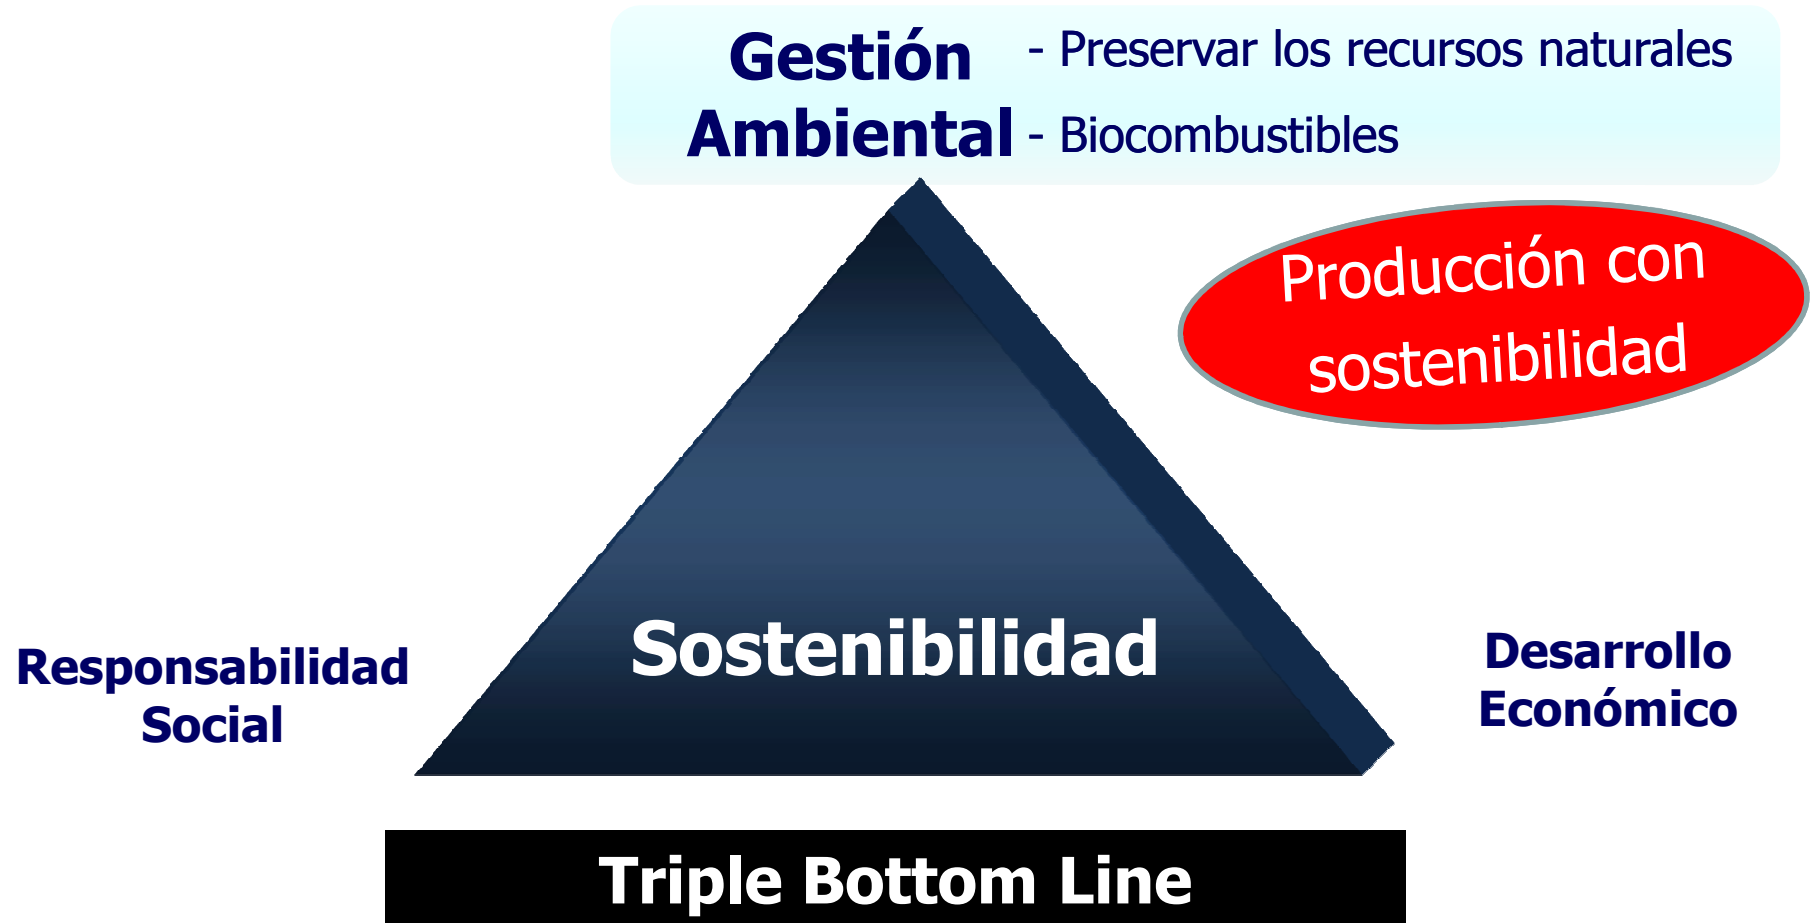 Gestión
Ambiental
- Preservar los recursos naturales
- Biocombustibles
Producción con
sostenibilidad
Sostenibilidad
Responsabilidad
Social
Desarrollo
Económico
Triple Bottom Line